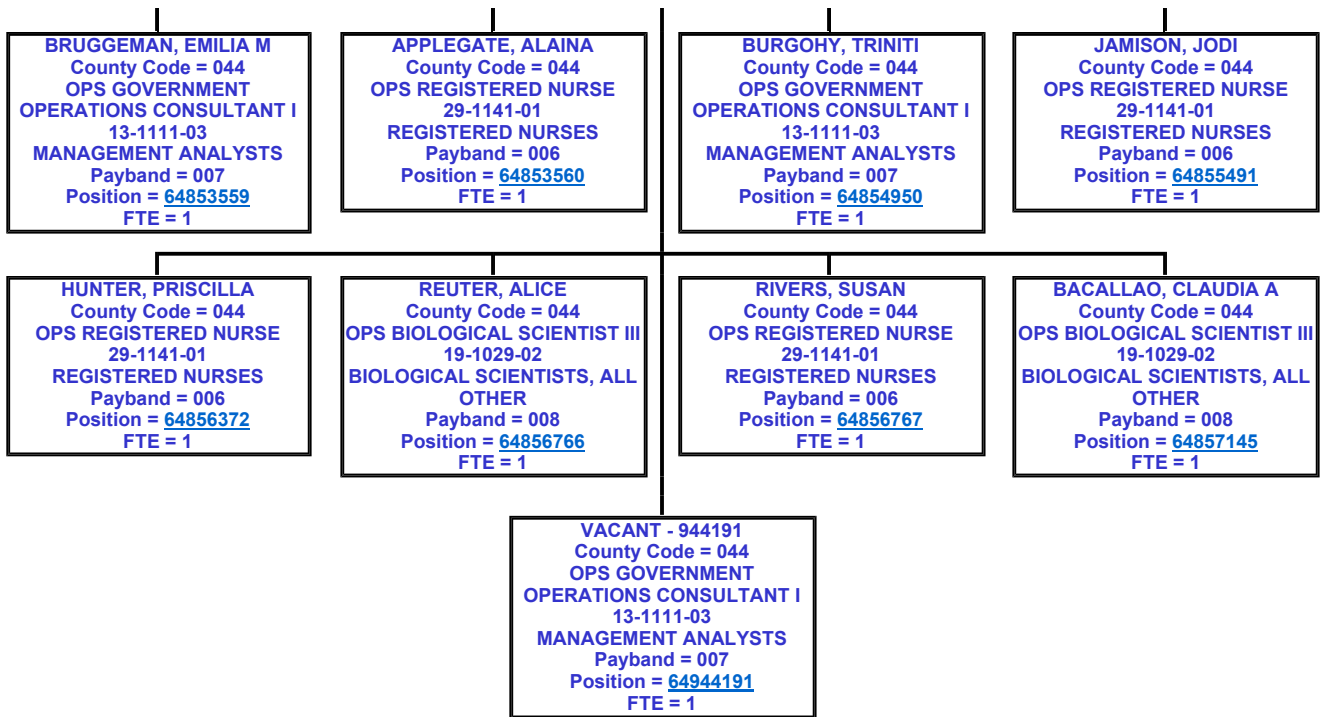 BRUGGEMAN, EMILIA M
County Code = 044
OPS GOVERNMENT
OPERATIONS CONSULTANT I
13-1111-03
MANAGEMENT ANALYSTS
Payband = 007
Position = 64853559
FTE = 1
APPLEGATE, ALAINA
County Code = 044
OPS REGISTERED NURSE
29-1141-01
REGISTERED NURSES
Payband = 006
Position = 64853560
FTE = 1
BURGOHY, TRINITI
County Code = 044
OPS GOVERNMENT
OPERATIONS CONSULTANT I
13-1111-03
MANAGEMENT ANALYSTS
Payband = 007
Position = 64854950
FTE = 1
JAMISON, JODI
County Code = 044
OPS REGISTERED NURSE
29-1141-01
REGISTERED NURSES
Payband = 006
Position = 64855491
FTE = 1
HUNTER, PRISCILLA
County Code = 044
OPS REGISTERED NURSE
29-1141-01
REGISTERED NURSES
Payband = 006
Position = 64856372
FTE = 1
REUTER, ALICE
County Code = 044
OPS BIOLOGICAL SCIENTIST III
19-1029-02
BIOLOGICAL SCIENTISTS, ALL
OTHER
Payband = 008
Position = 64856766
FTE = 1
RIVERS, SUSAN
County Code = 044
OPS REGISTERED NURSE
29-1141-01
REGISTERED NURSES
Payband = 006
Position = 64856767
FTE = 1
BACALLAO, CLAUDIA A
County Code = 044
OPS BIOLOGICAL SCIENTIST III
19-1029-02
BIOLOGICAL SCIENTISTS, ALL
OTHER
Payband = 008
Position = 64857145
FTE = 1
VACANT - 944191
County Code = 044
OPS GOVERNMENT
OPERATIONS CONSULTANT I
13-1111-03
MANAGEMENT ANALYSTS
Payband = 007
Position = 64944191
FTE = 1